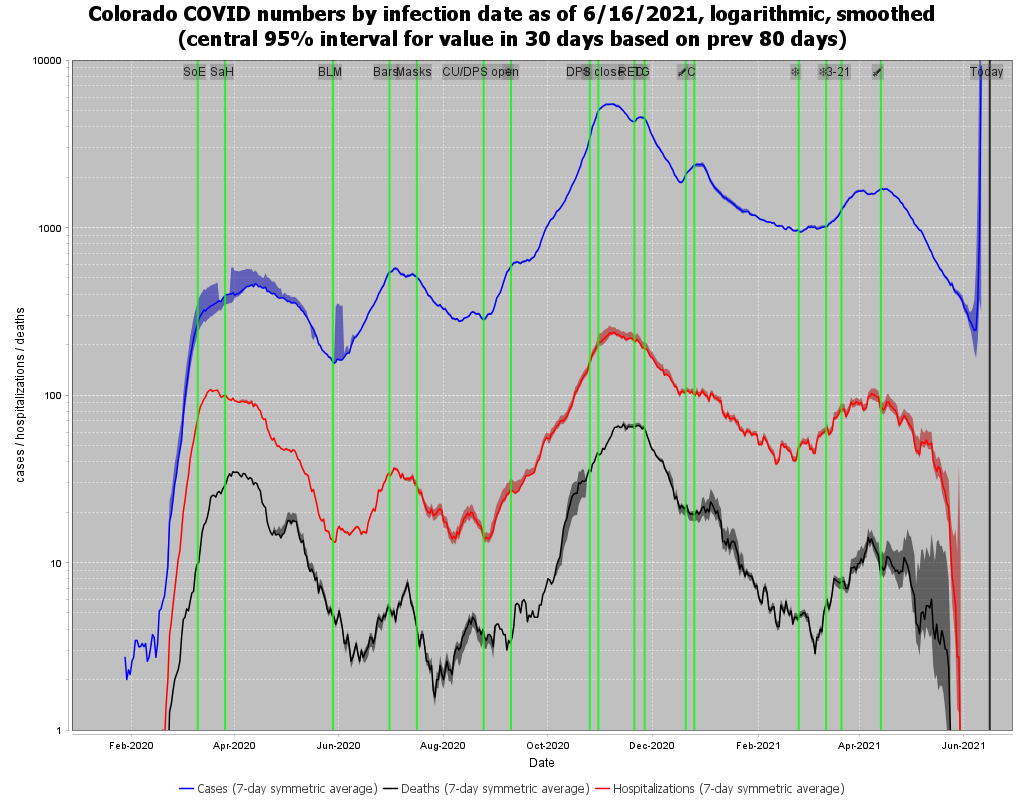 Colorado COVID numbers by infection date as of 6/16/2021, logarithmic, smoothed
(central 95% interval for value in 30 days based on prev 80 days)
10000
SoE SaH BLM Bars Masks CU/DPS open DPS close RED TG C 3-21 Today
1000
100
10
1
cases / hospitalizations / deaths
Feb-2020 Apr-2020 Jun-2020 Aug-2020 Oct-2020 Dec-2020 Feb-2021 Apr-2021 Jun-2021
Date
Cases (7-day symmetric average) Deaths (7-day symmetric average) Hospitalizations (7-day symmetric average)